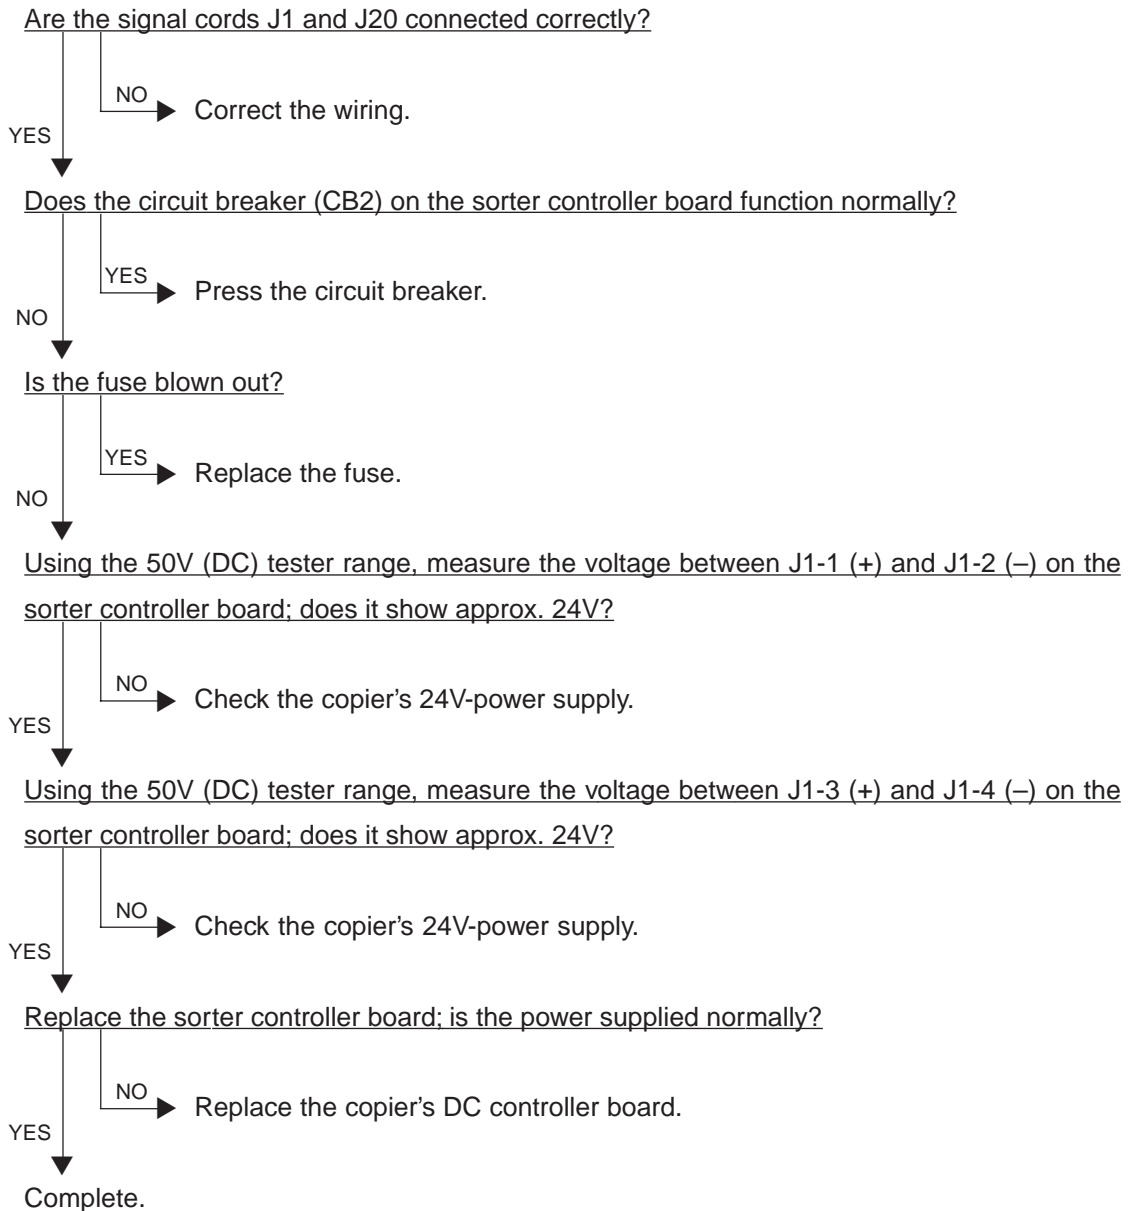 Are the signal cords J1 and J20 connected correctly?
NO
Correct the wiring.
YES
Does the circuit breaker (CB2) on the sorter controller board function normally?
YES
Press the circuit breaker.
NO
Is the fuse blown out?
YES
Replace the fuse.
NO
Using the 50V (DC) tester range, measure the voltage between J1-1 (+) and J1-2 (–) on the
sorter controller board; does it show approx. 24V?
NO
Check the copier's 24V-power supply.
YES
Using the 50V (DC) tester range, measure the voltage between J1-3 (+) and J1-4 (–) on the
sorter controller board; does it show approx. 24V?
NO
Check the copier's 24V-power supply.
YES
Replace the sorter controller board; is the power supplied normally?
NO
Replace the copier's DC controller board.
YES
Complete.